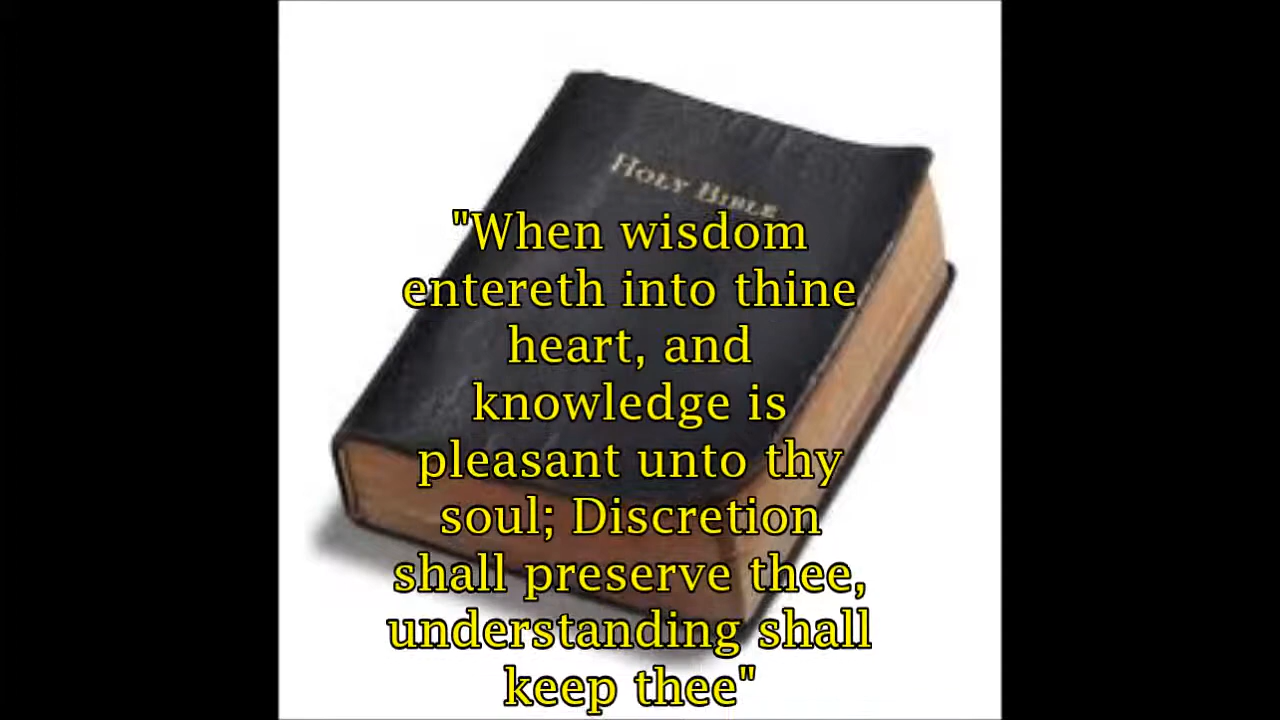 HOLY BIBLE
"When wisdom
entereth into thine
heart, and
knowledge is
pleasant unto thy
soul; Discretion
shall preserve thee,
understanding shall
keep thee"